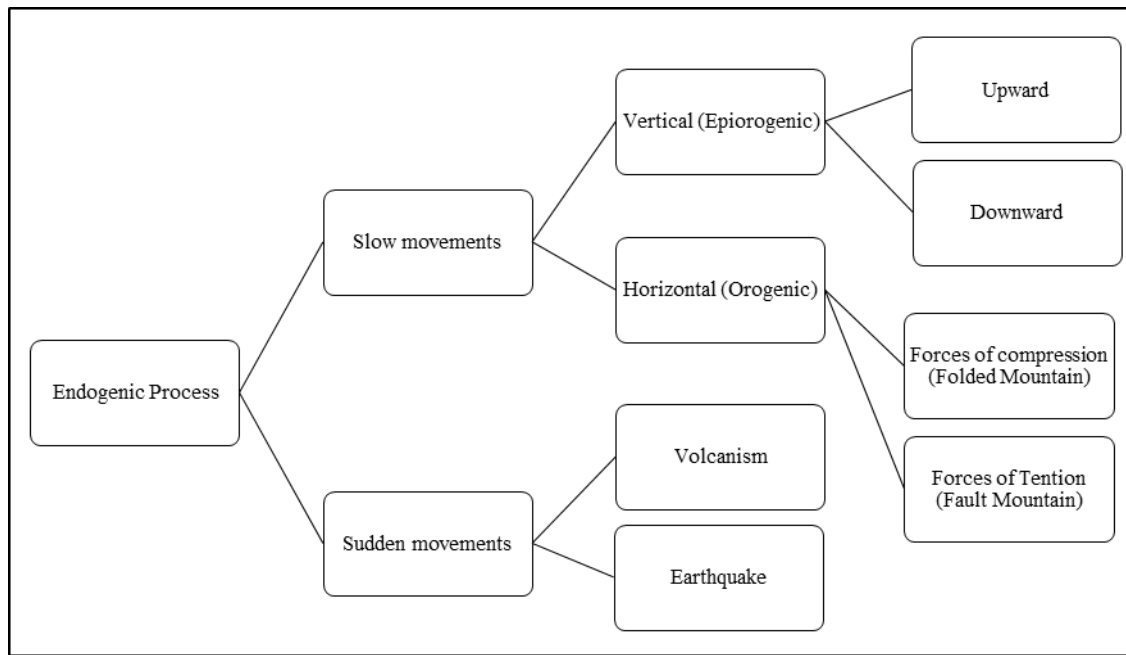 Upward
Vertical (Epiorogenic)
Downward
Slow movements
Horizontal (Orogenic)
Forces of compression
(Folded Mountain)
Endogenic Process
Volcanism
Forces of Tention
(Fault Mountain)
Sudden movements
Earthquake